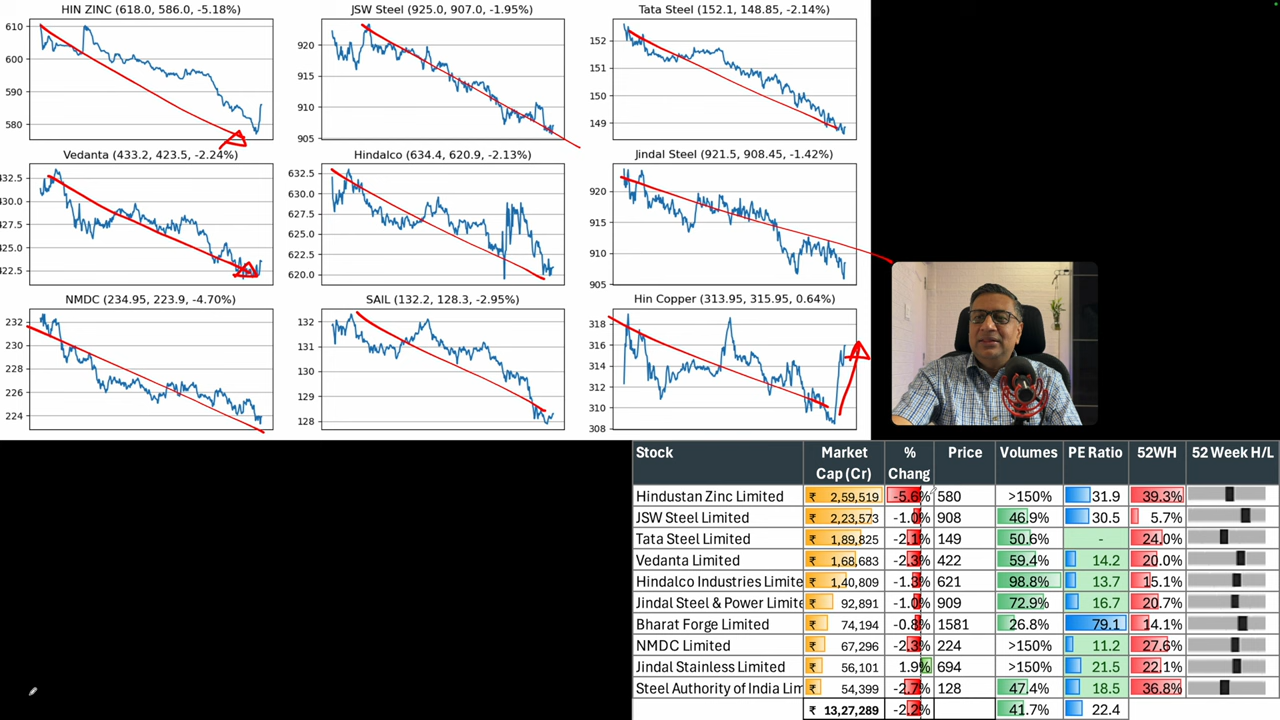 HIN ZINC (618.0, 586.0, -5.18%)
JSW Steel (925.0, 907.0, -1.95%)
Tata Steel (152.1, 148.85, -2.14%)
610
600
590
580
920
915
910
905
152
151
150
149
Vedanta (433.2, 423.5, -2.24%)
Hindalco (634.4, 620.9, -2.13%)
Jindal Steel (921.5, 908.45, -1.42%)
432.5
430.0
427.5
425.0
422.5
632.5
630.0
627.5
625.0
622.5
620.0
920
915
910
905
NMDC (234.95, 223.9, -4.70%)
SAIL (132.2, 128.3, -2.95%)
Hin Copper (313.95, 315.95, 0.64%)
232
230
228
226
224
132
131
130
129
128
318
316
314
312
310
308
Stock Market Cap (Cr) % Chang Price Volumes PE Ratio 52WH 52 Week H/L
Hindustan Zinc Limited ₹ 2,59,519 -5.6% 580 >150% 31.9 39.3%
JSW Steel Limited ₹ 2,23,573 -1.0% 908 46.9% 30.5 5.7%
Tata Steel Limited ₹ 1,89,825 -2.1% 149 50.6% - 24.0%
Vedanta Limited ₹ 1,68,683 -2.3% 422 59.4% 14.2 20.0%
Hindalco Industries Limite ₹ 1,40,809 -1.3% 621 98.8% 13.7 15.1%
Jindal Steel & Power Limite ₹ 92,891 -1.0% 909 72.9% 16.7 20.7%
Bharat Forge Limited ₹ 74,194 -0.8% 1581 26.8% 79.1 14.1%
NMDC Limited ₹ 67,296 -2.3% 224 >150% 11.2 27.6%
Jindal Stainless Limited ₹ 56,101 1.9% 694 >150% 21.5 22.1%
Steel Authority of India Lim ₹ 54,399 -2.7% 128 47.4% 18.5 36.8%
₹ 13,27,289 -2.2% 41.7% 22.4